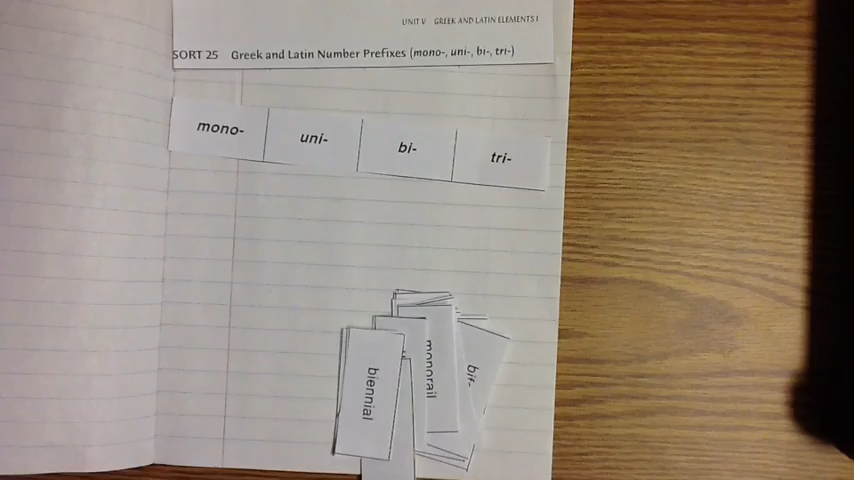 UNIT V GREEK AND LATIN ELEMENTS I
SORT 25 Greek and Latin Number Prefixes (mono-, uni-, bi-, tri-)
mono- uni- bi- tri-
biennial
monorail